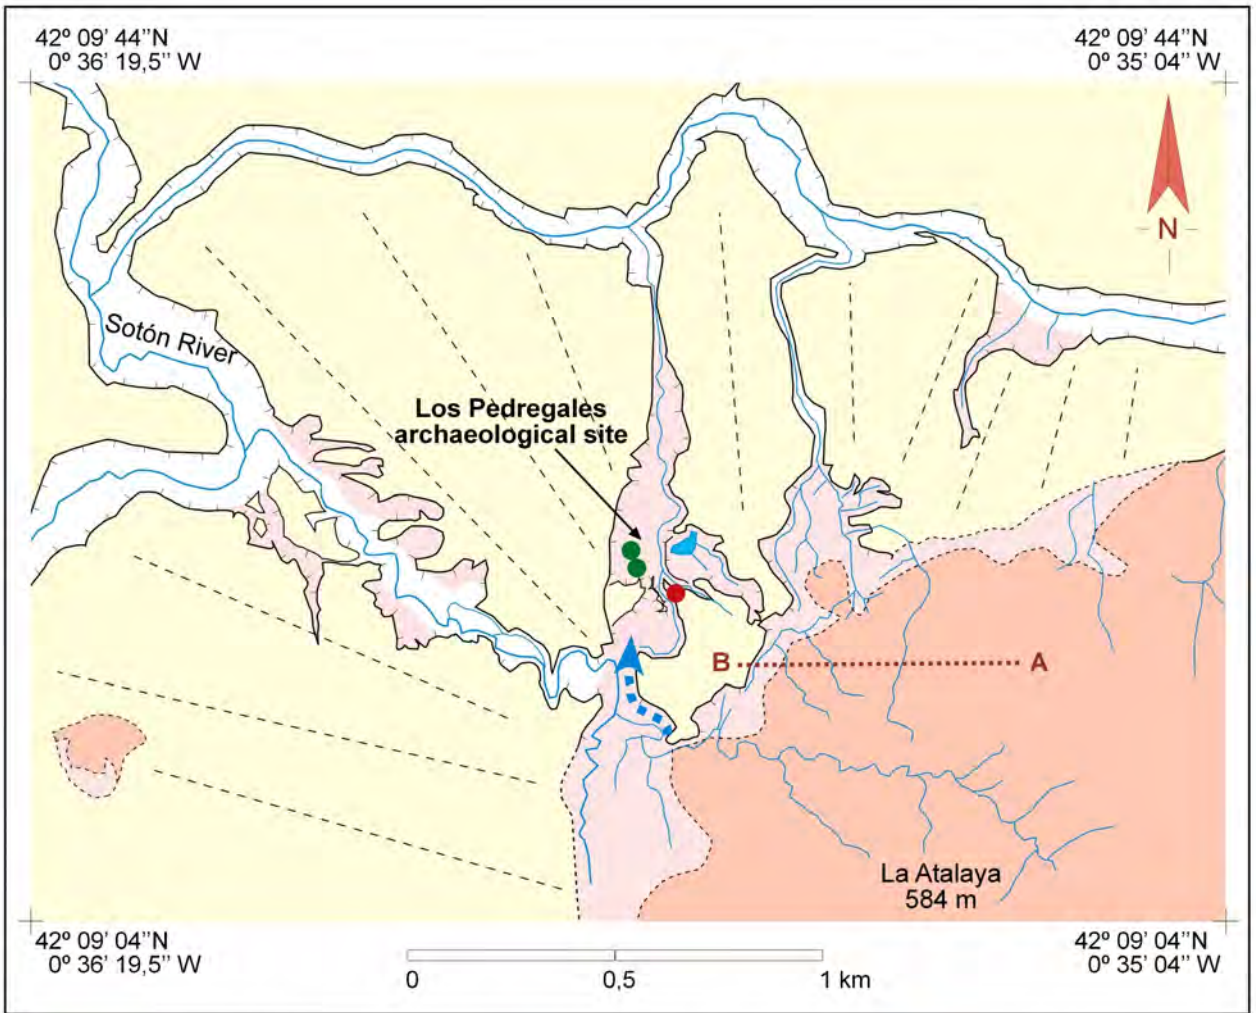 42º 09’ 44’’N
0º 36’ 19,5’’ W
42º 09’ 44’’N
0º 35’ 04’’ W
N
Sotón River
Los Pedregales
archaeological site
B
A
La Atalaya
584 m
42º 09’ 04’’N
0º 36’ 19,5’’ W
42º 09’ 04’’N
0º 35’ 04’’ W
0
0,5
1 km